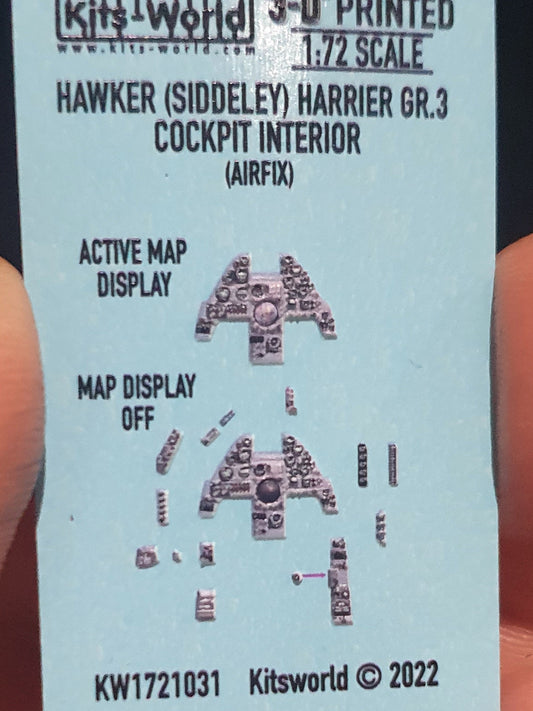 Kits-World
3-D PRINTED
www.kits-world.com
1:72 SCALE
HAWKER (SIDDELEY) HARRIER GR.3
COCKPIT INTERIOR
(AIRFIX)
ACTIVE MAP
DISPLAY
MAP DISPLAY
OFF
KW1721031 Kitsworld © 2022